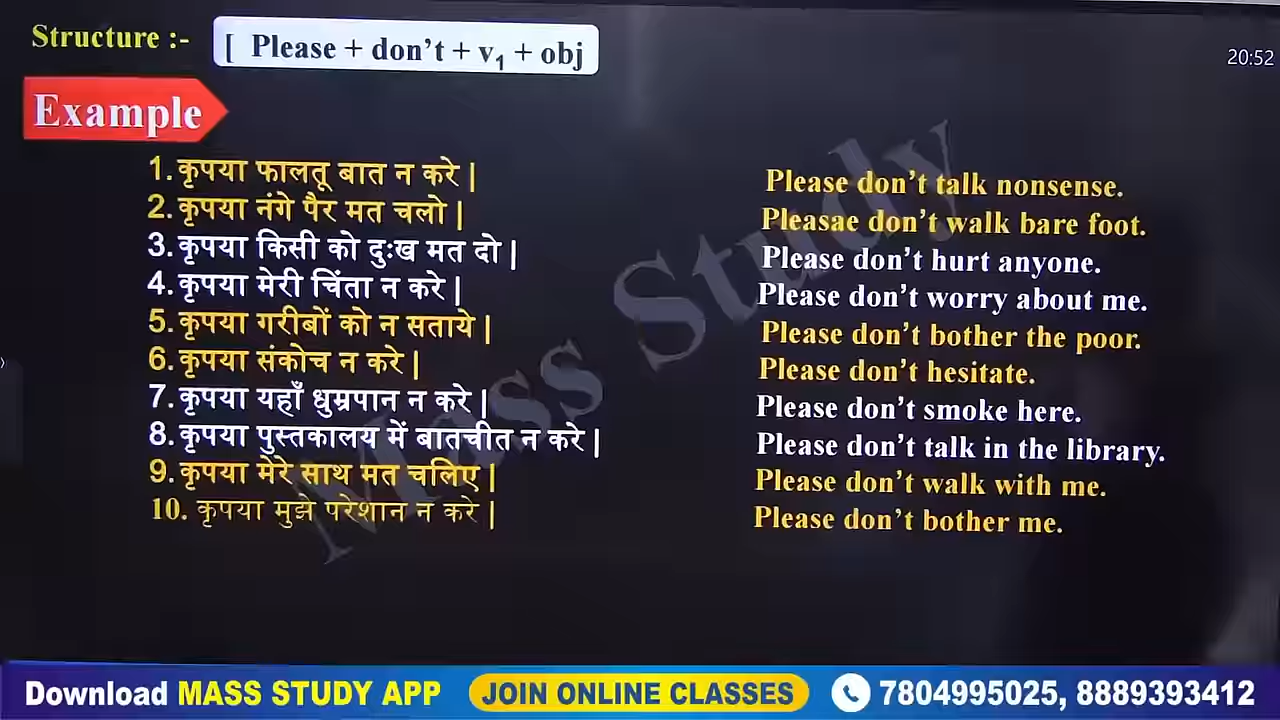 Structure :- [ Please + don't + v1 + obj
20:52
Example
1. कृपया फालतू बात न करे | Please don't talk nonsense.
2. कृपया नंगे पैर मत चलो | Pleasae don't walk bare foot.
3. कृपया किसी को दुःख मत दो | Please don't hurt anyone.
4. कृपया मेरी चिंता न करे | Please don't worry about me.
5. कृपया गरीबों को न सताये | Please don't bother the poor.
6. कृपया संकोच न करे | Please don't hesitate.
7. कृपया यहाँ धुम्रपान न करे | Please don't smoke here.
8. कृपया पुस्तकालय में बातचीत न करे | Please don't talk in the library.
9. कृपया मेरे साथ मत चलिए | Please don't walk with me.
10. कृपया मुझे परेशान न करे | Please don't bother me.
Mass Study
Download MASS STUDY APP JOIN ONLINE CLASSES 7804995025, 8889393412